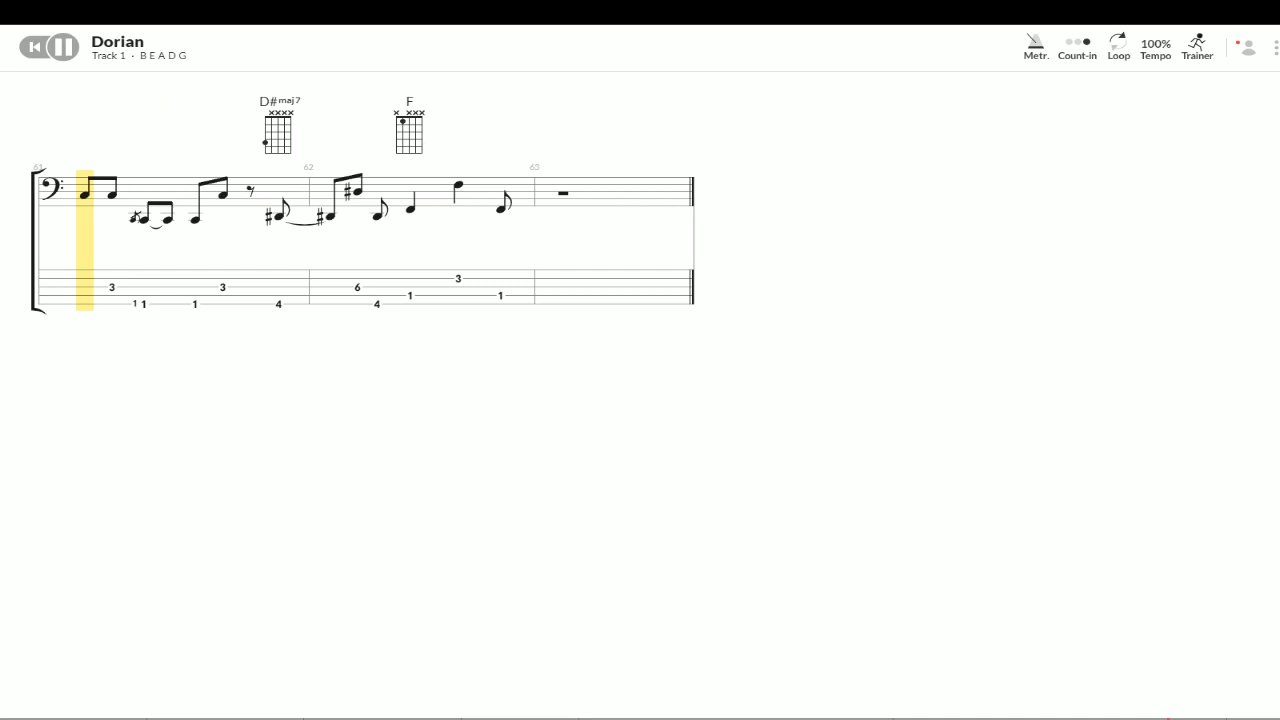 Dorian
Track 1 · B E A D G
Metr.
Count-in
Loop
100%
Tempo
Trainer
D#maj7
F
61
62
63
3
1 1
1
3
4
6
4
1
3
1